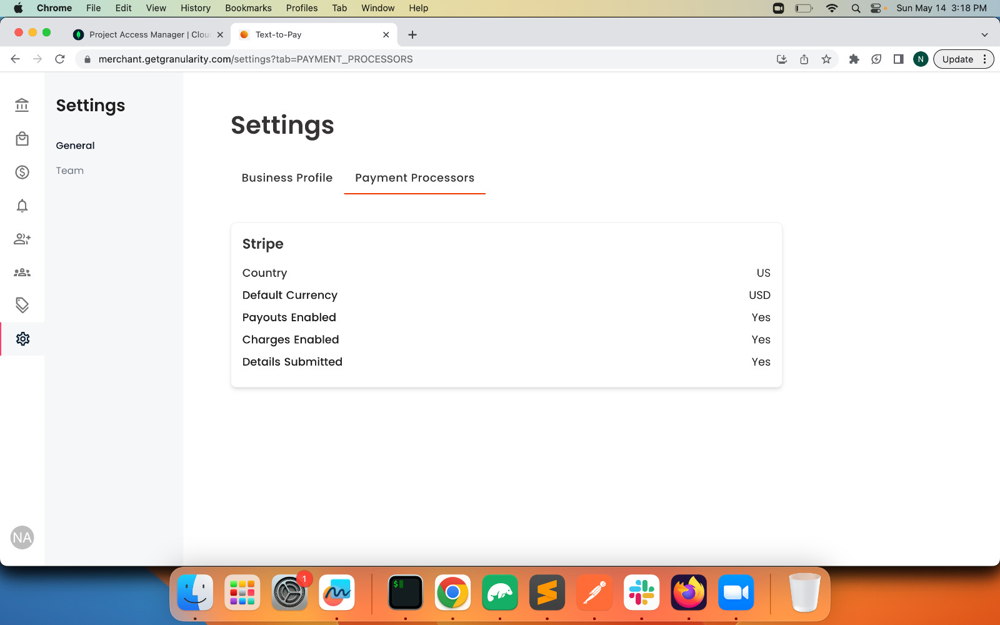 Chrome File Edit View History Bookmarks Profiles Tab Window Help Sun May 14 3:18 PM
Project Access Manager | Clou Text-to-Pay
merchant.getgranularity.com/settings?tab=PAYMENT_PROCESSORS N Update
Settings
General
Team
NA
Settings
Business Profile Payment Processors
Stripe
Country US
Default Currency USD
Payouts Enabled Yes
Charges Enabled Yes
Details Submitted Yes
1
$